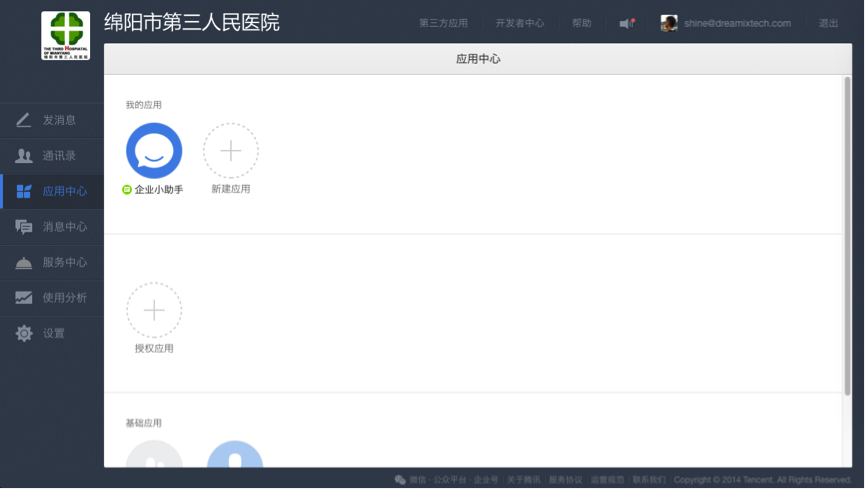 绵阳市第三人民医院
第三方应用 开发者中心 帮助 shine@dreamixtech.com 退出
THE THIRD HOSPIATAL
OF MIANYANG
绵阳市第三人民医院
应用中心
发消息
通讯录
应用中心
消息中心
服务中心
使用分析
设置
我的应用
企业小助手 新建应用
授权应用
基础应用
微信 - 公众平台 - 企业号 关于腾讯 服务协议 运营规范 联系我们 Copyright © 2014 Tencent. All Rights Reserved.